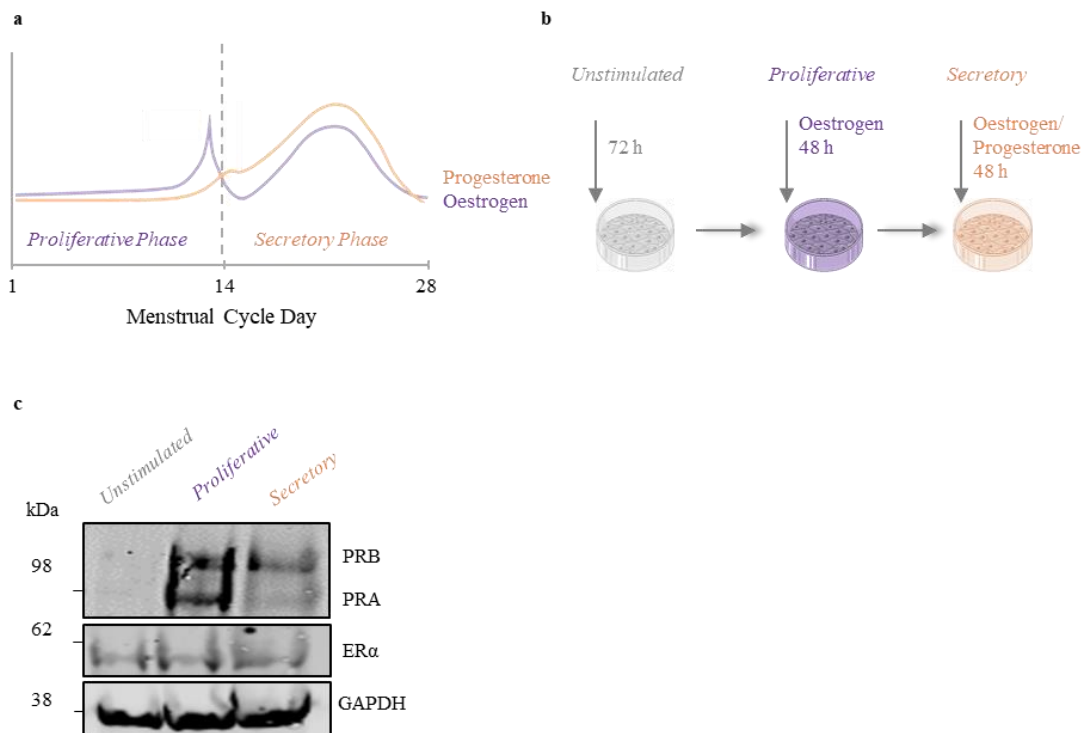 a
Progesterone
Oestrogen
Proliferative Phase
Secretory Phase
1
14
28
Menstrual Cycle Day
b
Unstimulated
Proliferative
Secretory
72 h
Oestrogen
48 h
Oestrogen/
Progesterone
48 h
c
Unstimulated
Proliferative
Secretory
kDa
98
PRB
PRA
62
ERα
38
GAPDH